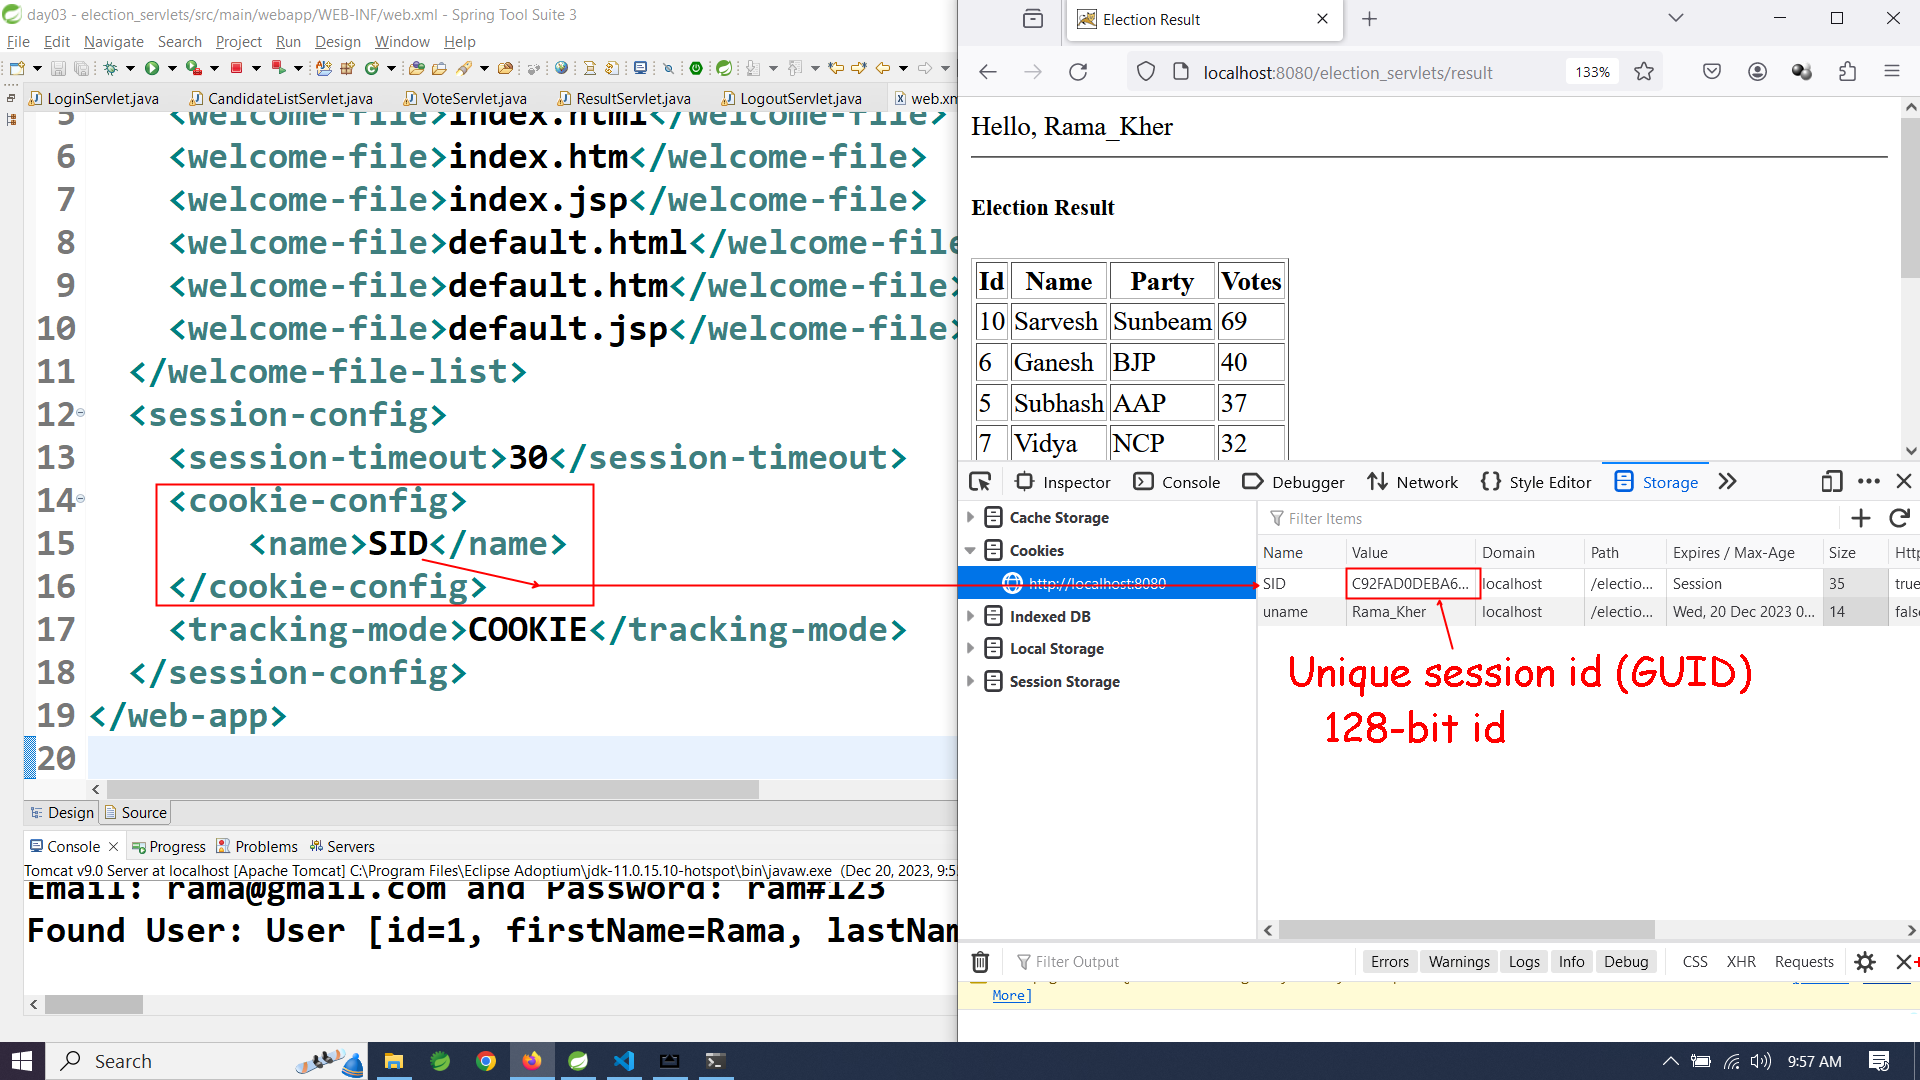 day03 - election_servlets/src/main/webapp/WEB-INF/web.xml - Spring Tool Suite 3
File Edit Navigate Search Project Run Design Window Help
LoginServlet.java CandidateListServlet.java VoteServlet.java ResultServlet.java LogoutServlet.java web.xm
5 <welcome-file>index.html</welcome-file>
6 <welcome-file>index.htm</welcome-file>
7 <welcome-file>index.jsp</welcome-file>
8 <welcome-file>default.html</welcome-file
9 <welcome-file>default.htm</welcome-file>
10 <welcome-file>default.jsp</welcome-file>
11 </welcome-file-list>
12 <session-config>
13 <session-timeout>30</session-timeout>
14 <cookie-config>
15 <name>SID</name>
16 </cookie-config>
17 <tracking-mode>COOKIE</tracking-mode>
18 </session-config>
19 </web-app>
20
Design Source
Console Progress Problems Servers
Tomcat v9.0 Server at localhost [Apache Tomcat] C:\Program Files\Eclipse Adoptium\jdk-11.0.15.10-hotspot\bin\javaw.exe (Dec 20, 2023, 9:5
Email: rama@gmail.com and Password: ram#123
Found User: User [id=1, firstName=Rama, lastNam
Election Result
localhost:8080/election_servlets/result 133%
Hello, Rama_Kher
Election Result
Id Name Party Votes
10 Sarvesh Sunbeam 69
6 Ganesh BJP 40
5 Subhash AAP 37
7 Vidya NCP 32
Inspector Console Debugger Network Style Editor Storage
Cache Storage
Cookies
http://localhost:8080
Indexed DB
Local Storage
Session Storage
Filter Items
Name Value Domain Path Expires / Max-Age Size Htt
SID C92FAD0DEBA6... localhost /electio... Session 35 true
uname Rama_Kher localhost /electio... Wed, 20 Dec 2023 0... 14 fals
Unique session id (GUID)
128-bit id
Filter Output Errors Warnings Logs Info Debug CSS XHR Requests
More]
Search 9:57 AM